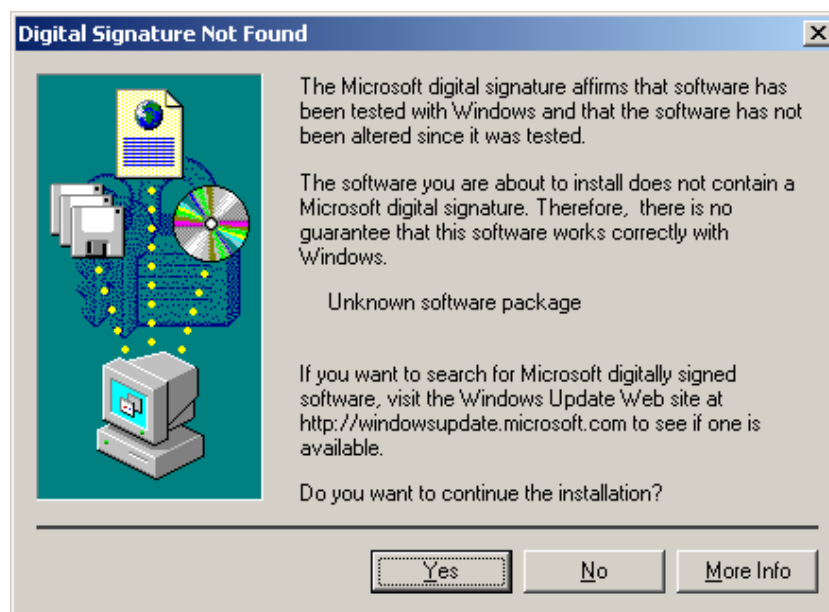 Digital Signature Not Found
The Microsoft digital signature affirms that software has
been tested with Windows and that the software has not
been altered since it was tested.
The software you are about to install does not contain a
Microsoft digital signature. Therefore,  there is no
guarantee that this software works correctly with
Windows.
Unknown software package
If you want to search for Microsoft digitally signed
software, visit the Windows Update Web site at
http://windowsupdate.microsoft.com to see if one is
available.
Do you want to continue the installation?
Yes
No
More Info